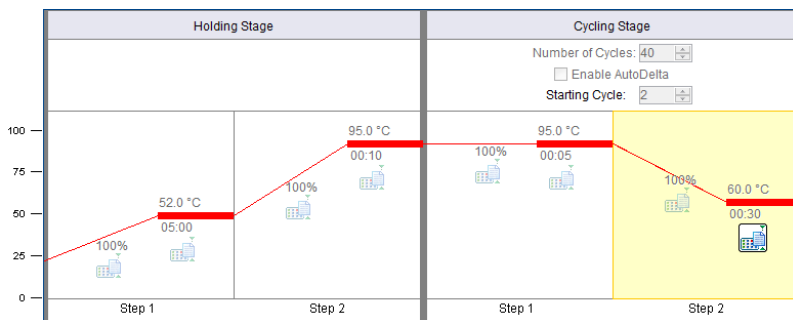 Holding Stage
Cycling Stage
Number of Cycles: 40
Enable AutoDelta
Starting Cycle: 2
100
75
50
25
0
100%
52.0 °C
05:00
100%
95.0 °C
00:10
100%
95.0 °C
00:05
100%
60.0 °C
00:30
Step 1
Step 2
Step 1
Step 2